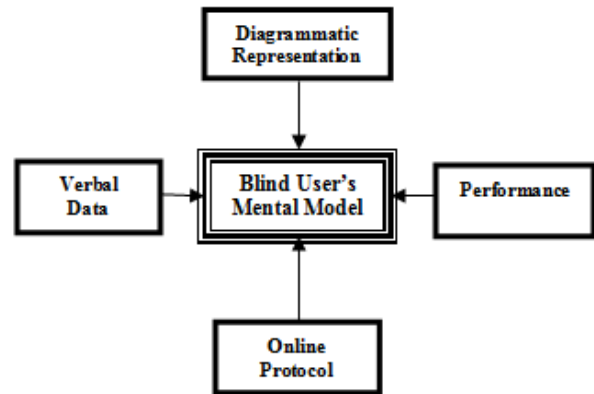 Diagrammatic
Representation
Verbal
Data
Blind User's
Mental Model
Performance
Online
Protocol